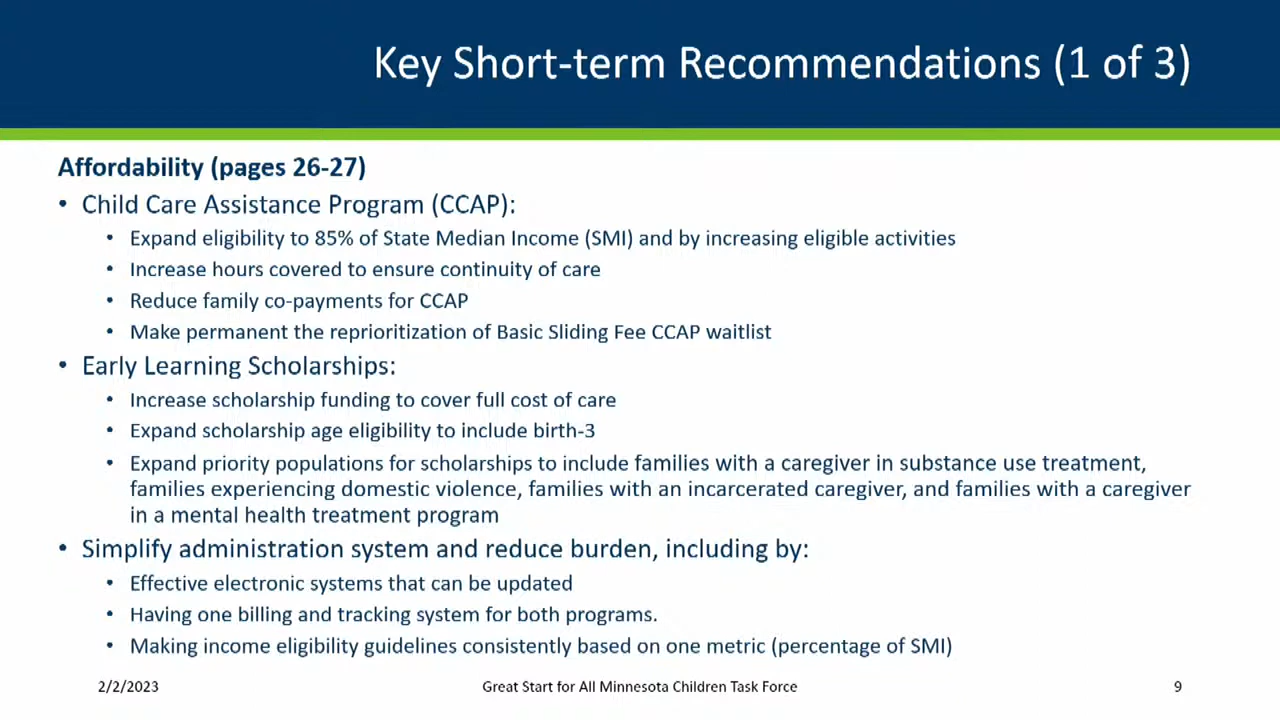 Key Short-term Recommendations (1 of 3)
Affordability (pages 26-27)
• Child Care Assistance Program (CCAP):
• Expand eligibility to 85% of State Median Income (SMI) and by increasing eligible activities
• Increase hours covered to ensure continuity of care
• Reduce family co-payments for CCAP
• Make permanent the reprioritization of Basic Sliding Fee CCAP waitlist
• Early Learning Scholarships:
• Increase scholarship funding to cover full cost of care
• Expand scholarship age eligibility to include birth-3
• Expand priority populations for scholarships to include families with a caregiver in substance use treatment,
families experiencing domestic violence, families with an incarcerated caregiver, and families with a caregiver
in a mental health treatment program
• Simplify administration system and reduce burden, including by:
• Effective electronic systems that can be updated
• Having one billing and tracking system for both programs.
• Making income eligibility guidelines consistently based on one metric (percentage of SMI)
2/2/2023
Great Start for All Minnesota Children Task Force
9